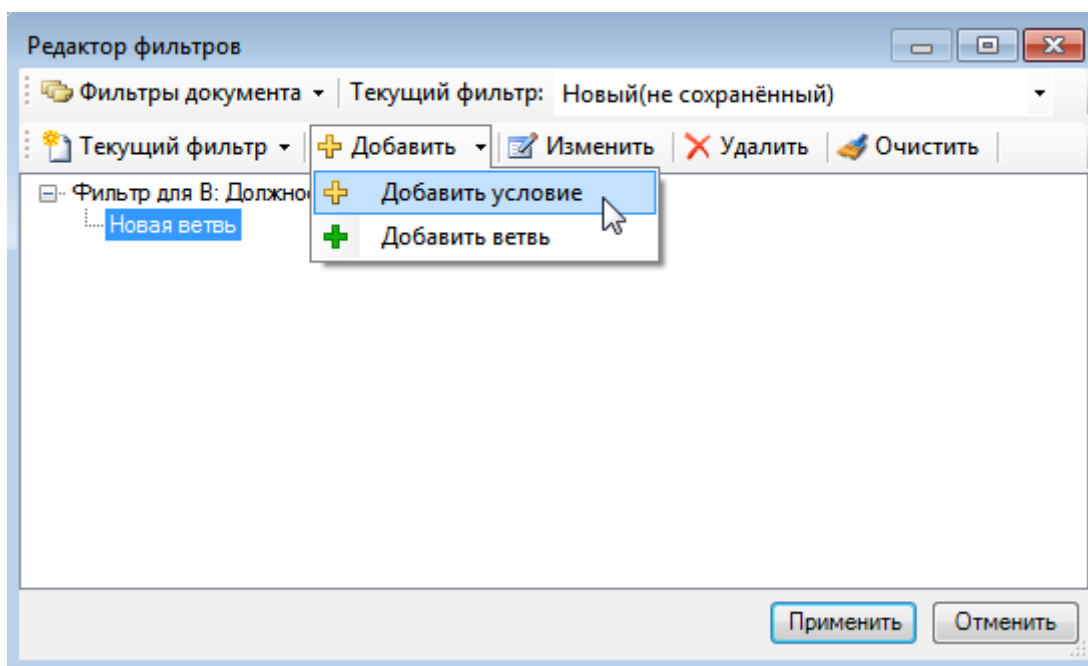 Редактор фильтров
Фильтры документа Текущий фильтр: Новый(не сохранённый)
Текущий фильтр Добавить Изменить Удалить Очистить
Фильтр для В:
Добавить условие
Новая ветвь
Добавить ветвь
Применить Отменить